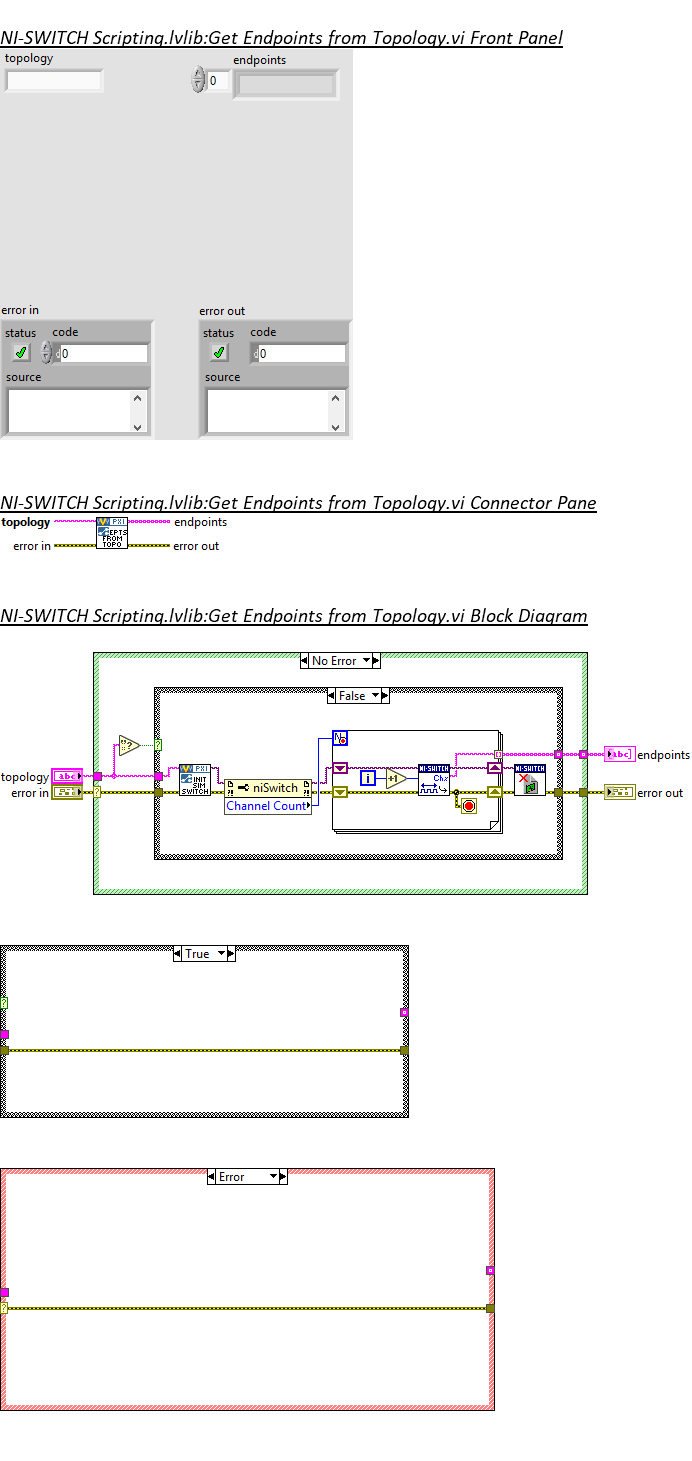 NI-SWITCH Scripting.lvlib:Get Endpoints from Topology.vi Front Panel
topology
endpoints
0
error in
error out
status code
status code
0
0
source
source
NI-SWITCH Scripting.lvlib:Get Endpoints from Topology.vi Connector Pane
topology
PXI
EPTS
FROM
TOPO
endpoints
error in
error out
NI-SWITCH Scripting.lvlib:Get Endpoints from Topology.vi Block Diagram
No Error
False
?
?
N
abc
topology
error in
?
INIT
SIM
SWITCH
PXI
niSwitch
Channel Count
i
+1
NI-SWITCH
Chx
NI-SWITCH
abc
endpoints
error out
True
?
Error
?